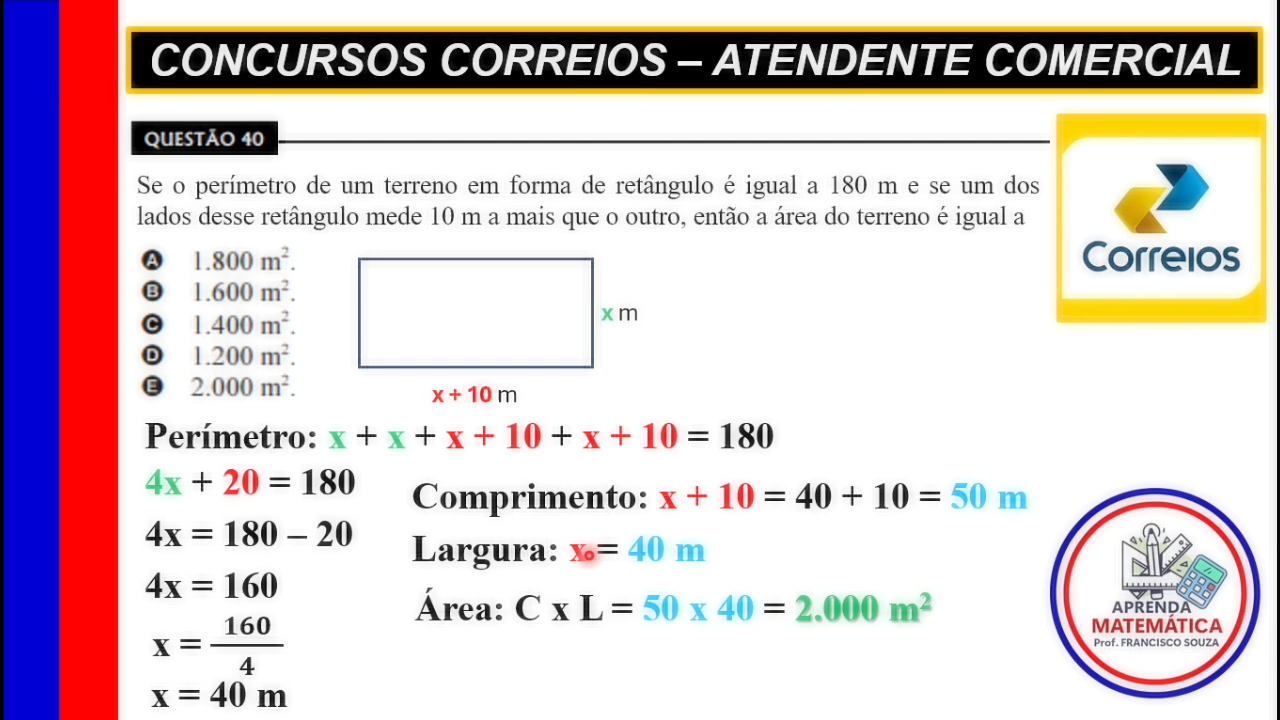 CONCURSOS CORREIOS – ATENDENTE COMERCIAL
QUESTÃO 40
Se o perímetro de um terreno em forma de retângulo é igual a 180 m e se um dos
lados desse retângulo mede 10 m a mais que o outro, então a área do terreno é igual a
A 1.800 m².
B 1.600 m².
C 1.400 m².
D 1.200 m².
E 2.000 m².
x m
x + 10 m
Correios
Perímetro: x + x + x + 10 + x + 10 = 180
4x + 20 = 180
4x = 180 – 20
4x = 160
x = 160
4
x = 40 m
Comprimento: x + 10 = 40 + 10 = 50 m
Largura: x = 40 m
Área: C x L = 50 x 40 = 2.000 m²
APRENDA
MATEMÁTICA
Prof. FRANCISCO SOUZA